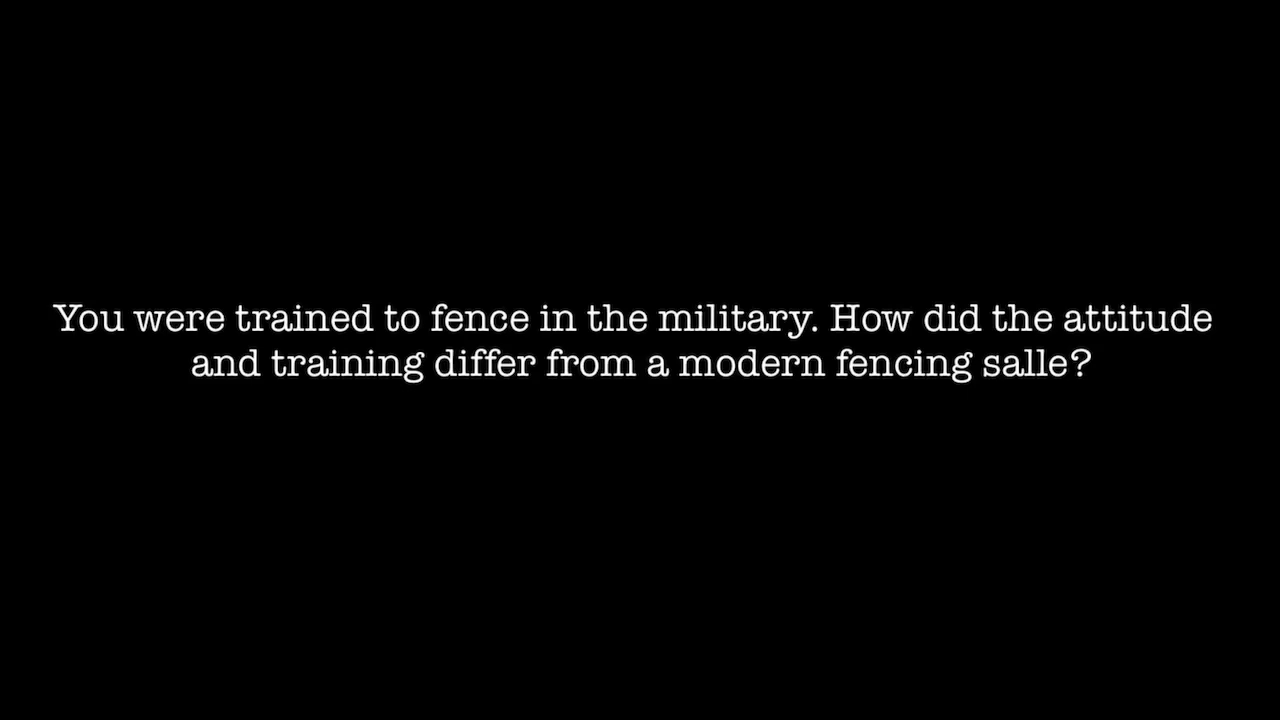 You were trained to fence in the military. How did the attitude
and training differ from a modern fencing salle?